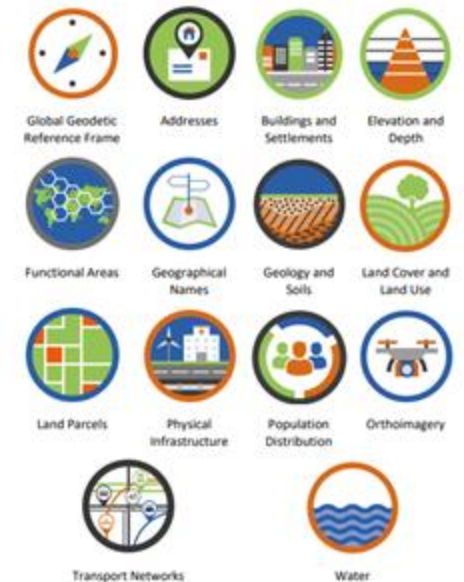 Global Geodetic
Reference Frame
Addresses
Buildings and
Settlements
Elevation and
Depth
Functional Areas
Geographical
Names
Geology and
Soils
Land Cover and
Land Use
Land Parcels
Physical
Infrastructure
Population
Distribution
Orthoimagery
Transport Networks
Water